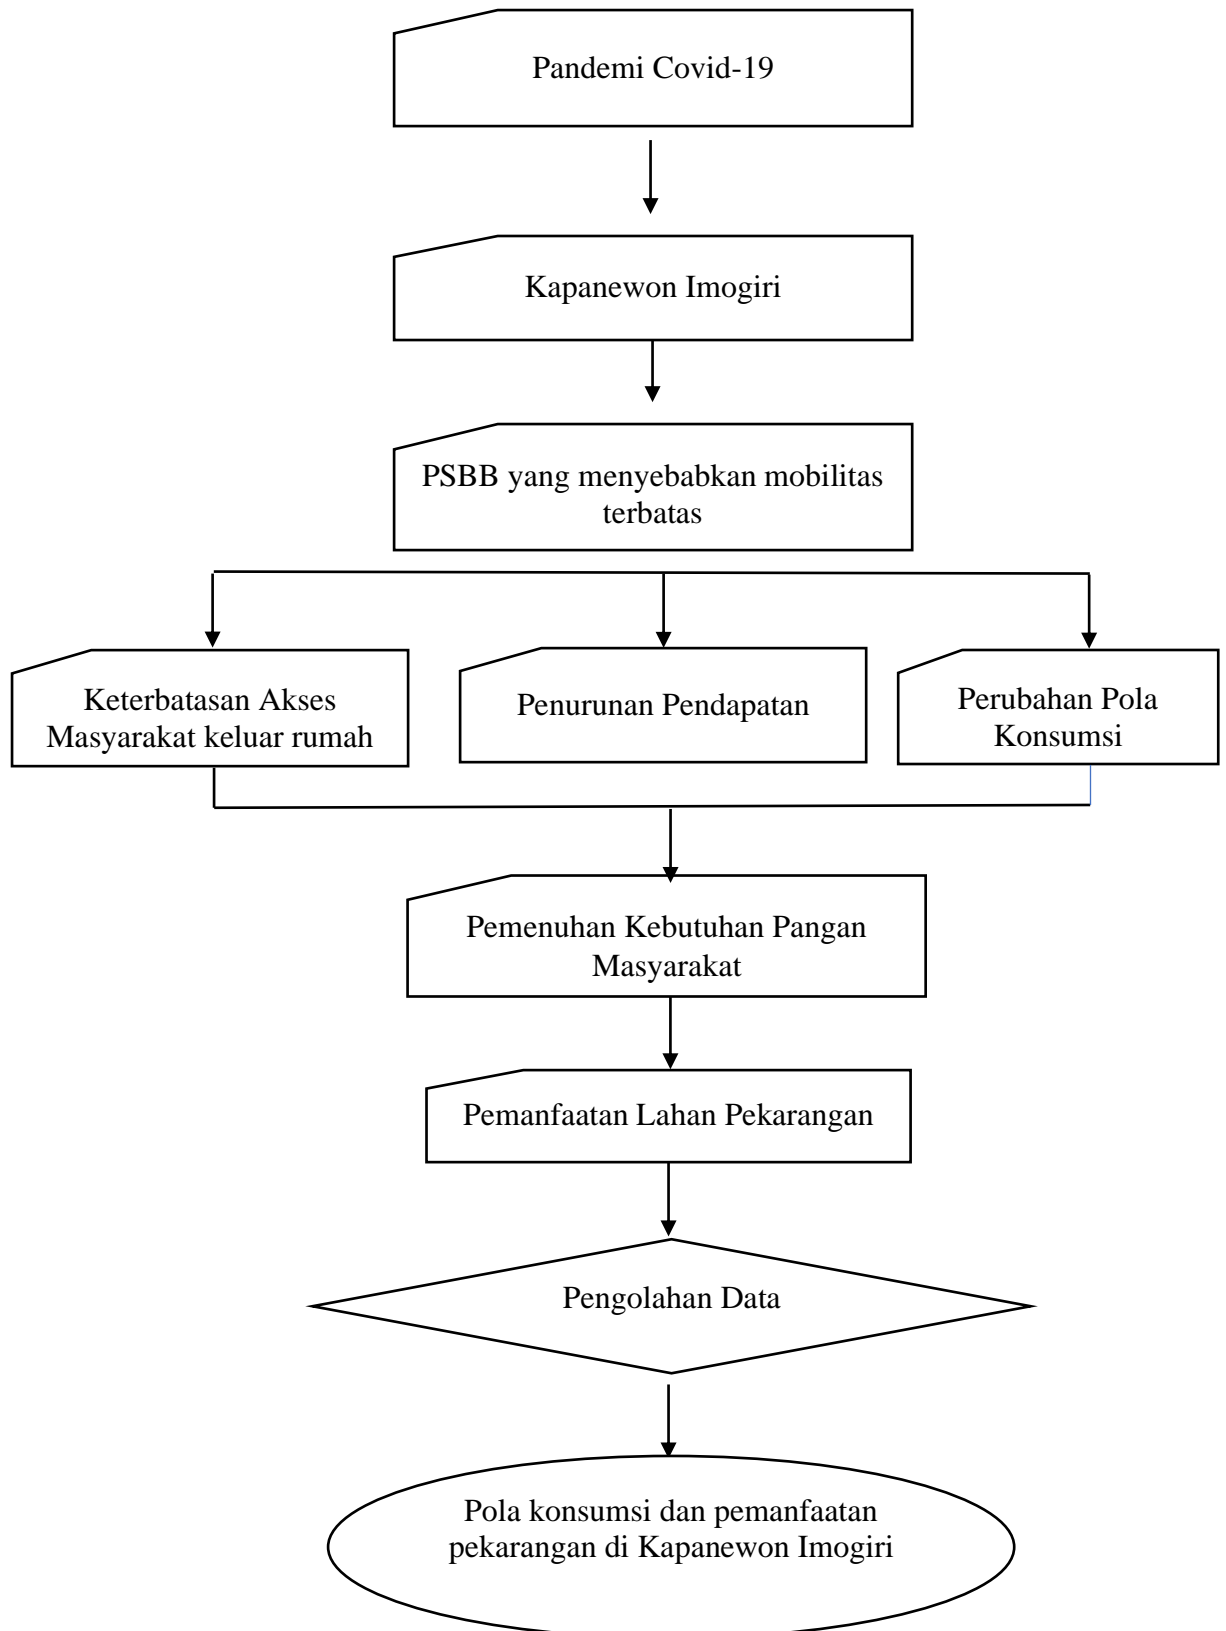 Pandemi Covid-19
Kapanewon Imogiri
PSBB yang menyebabkan mobilitas
terbatas
Keterbatasan Akses
Masyarakat keluar rumah
Penurunan Pendapatan
Perubahan Pola
Konsumsi
Pemenuhan Kebutuhan Pangan
Masyarakat
Pemanfaatan Lahan Pekarangan
Pengolahan Data
Pola konsumsi dan pemanfaatan
pekarangan di Kapanewon Imogiri